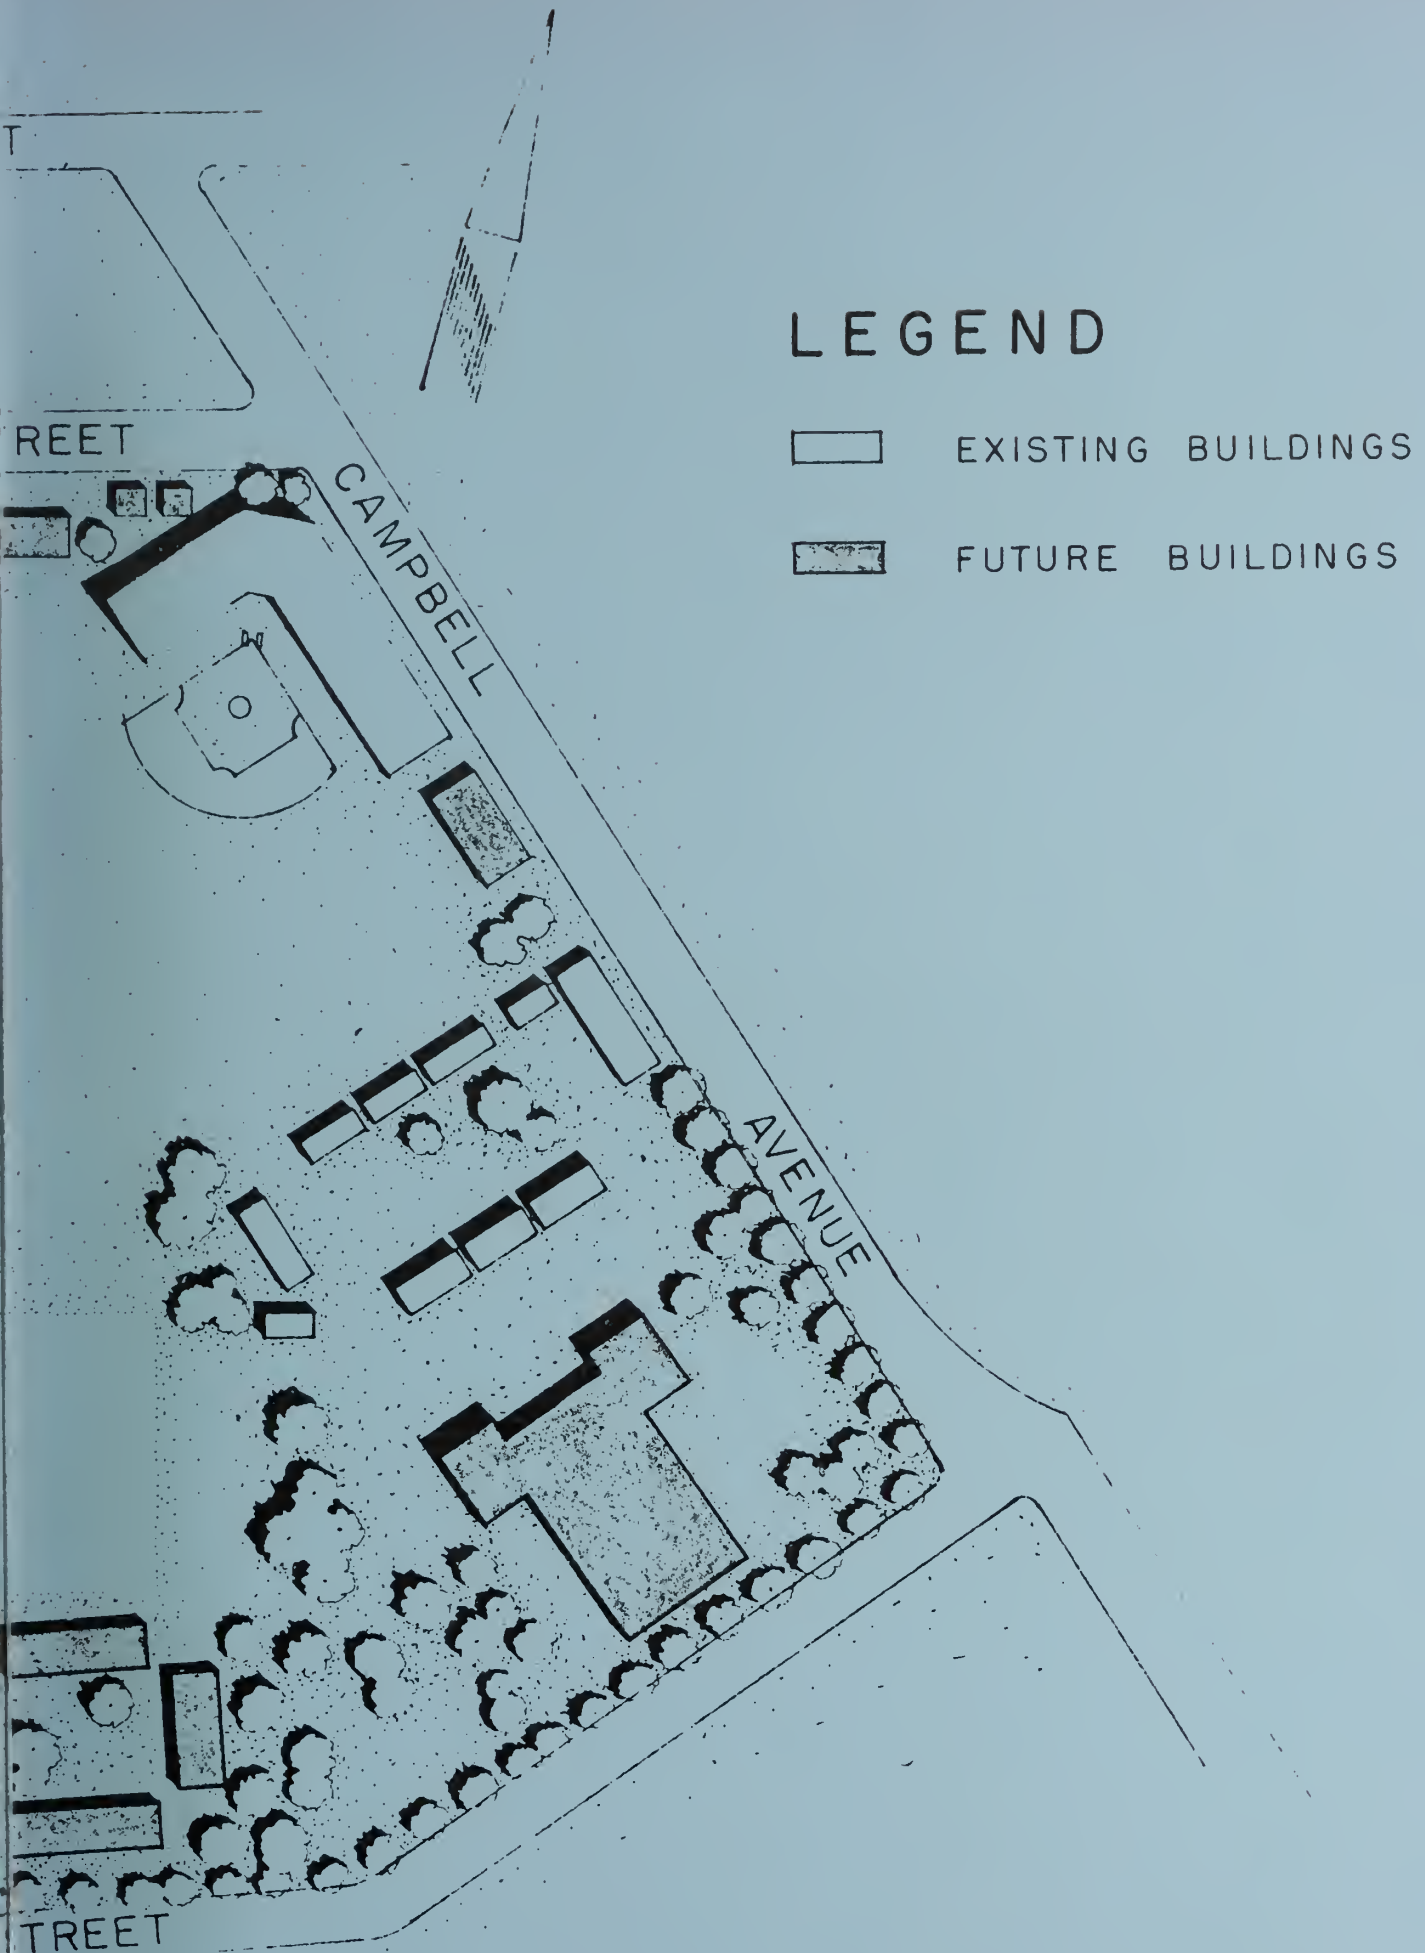 T
LEGEND
REET
EXISTING BUILDINGS
CAMPBELL
FUTURE BUILDINGS
AVENUE
TREET